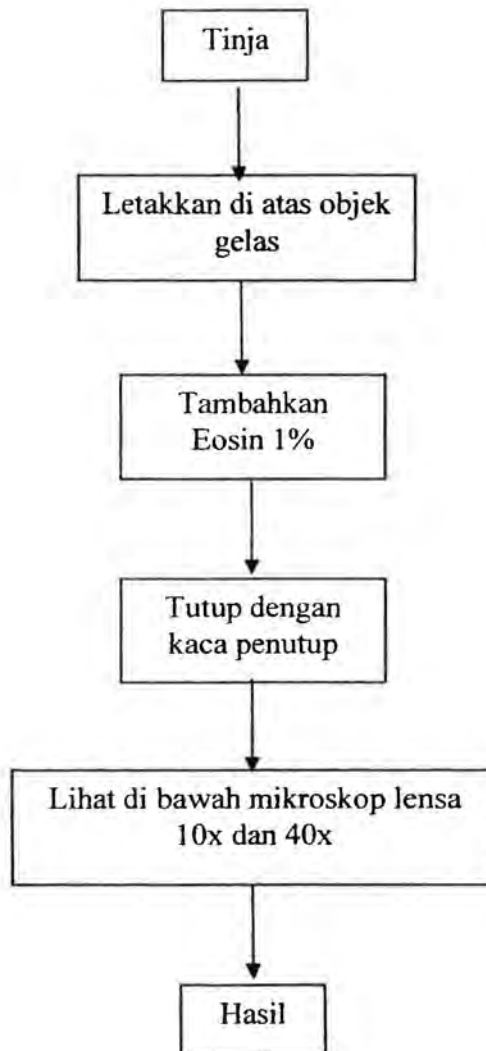 Tinja
Letakkan di atas objek
gelas
Tambahkan
Eosin 1%
Tutup dengan
kaca penutup
Lihat di bawah mikroskop lensa
10x dan 40x
Hasil